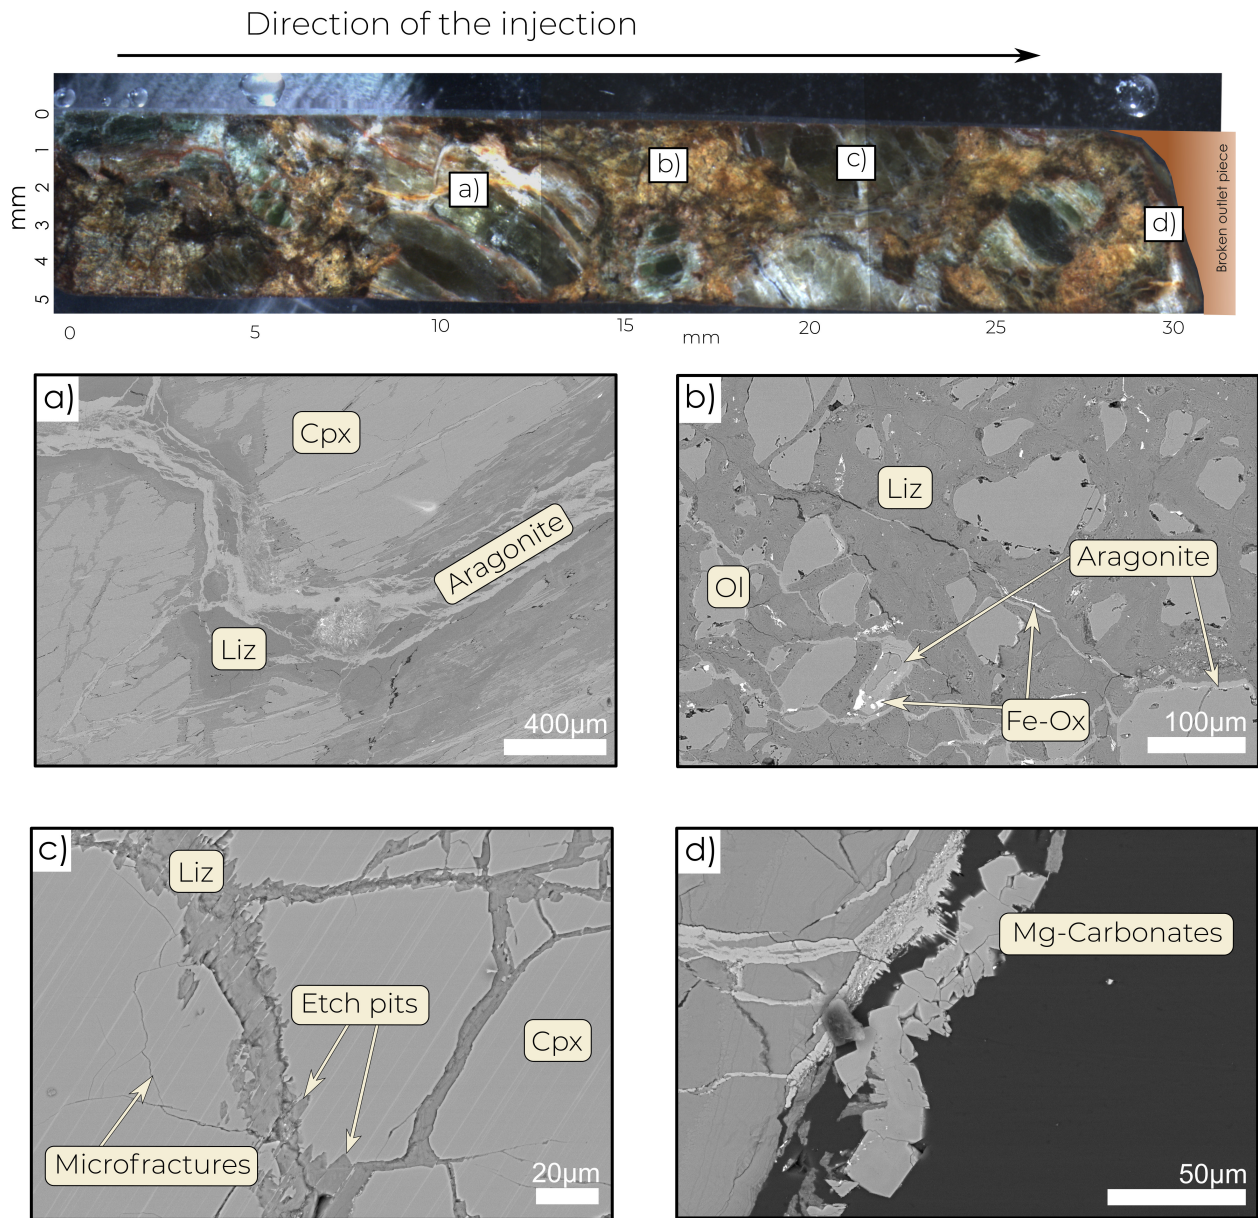 Direction of the injection
0
1
2
3
4
5
mm
a)
b)
c)
d)
Broken outlet piece
0
5
10
15
20
25
30
mm
a)
Cpx
Aragonite
Liz
400μm
b)
Liz
Aragonite
Ol
Fe-Ox
100μm
c)
Liz
Etch pits
Cpx
Microfractures
20μm
d)
Mg-Carbonates
50μm